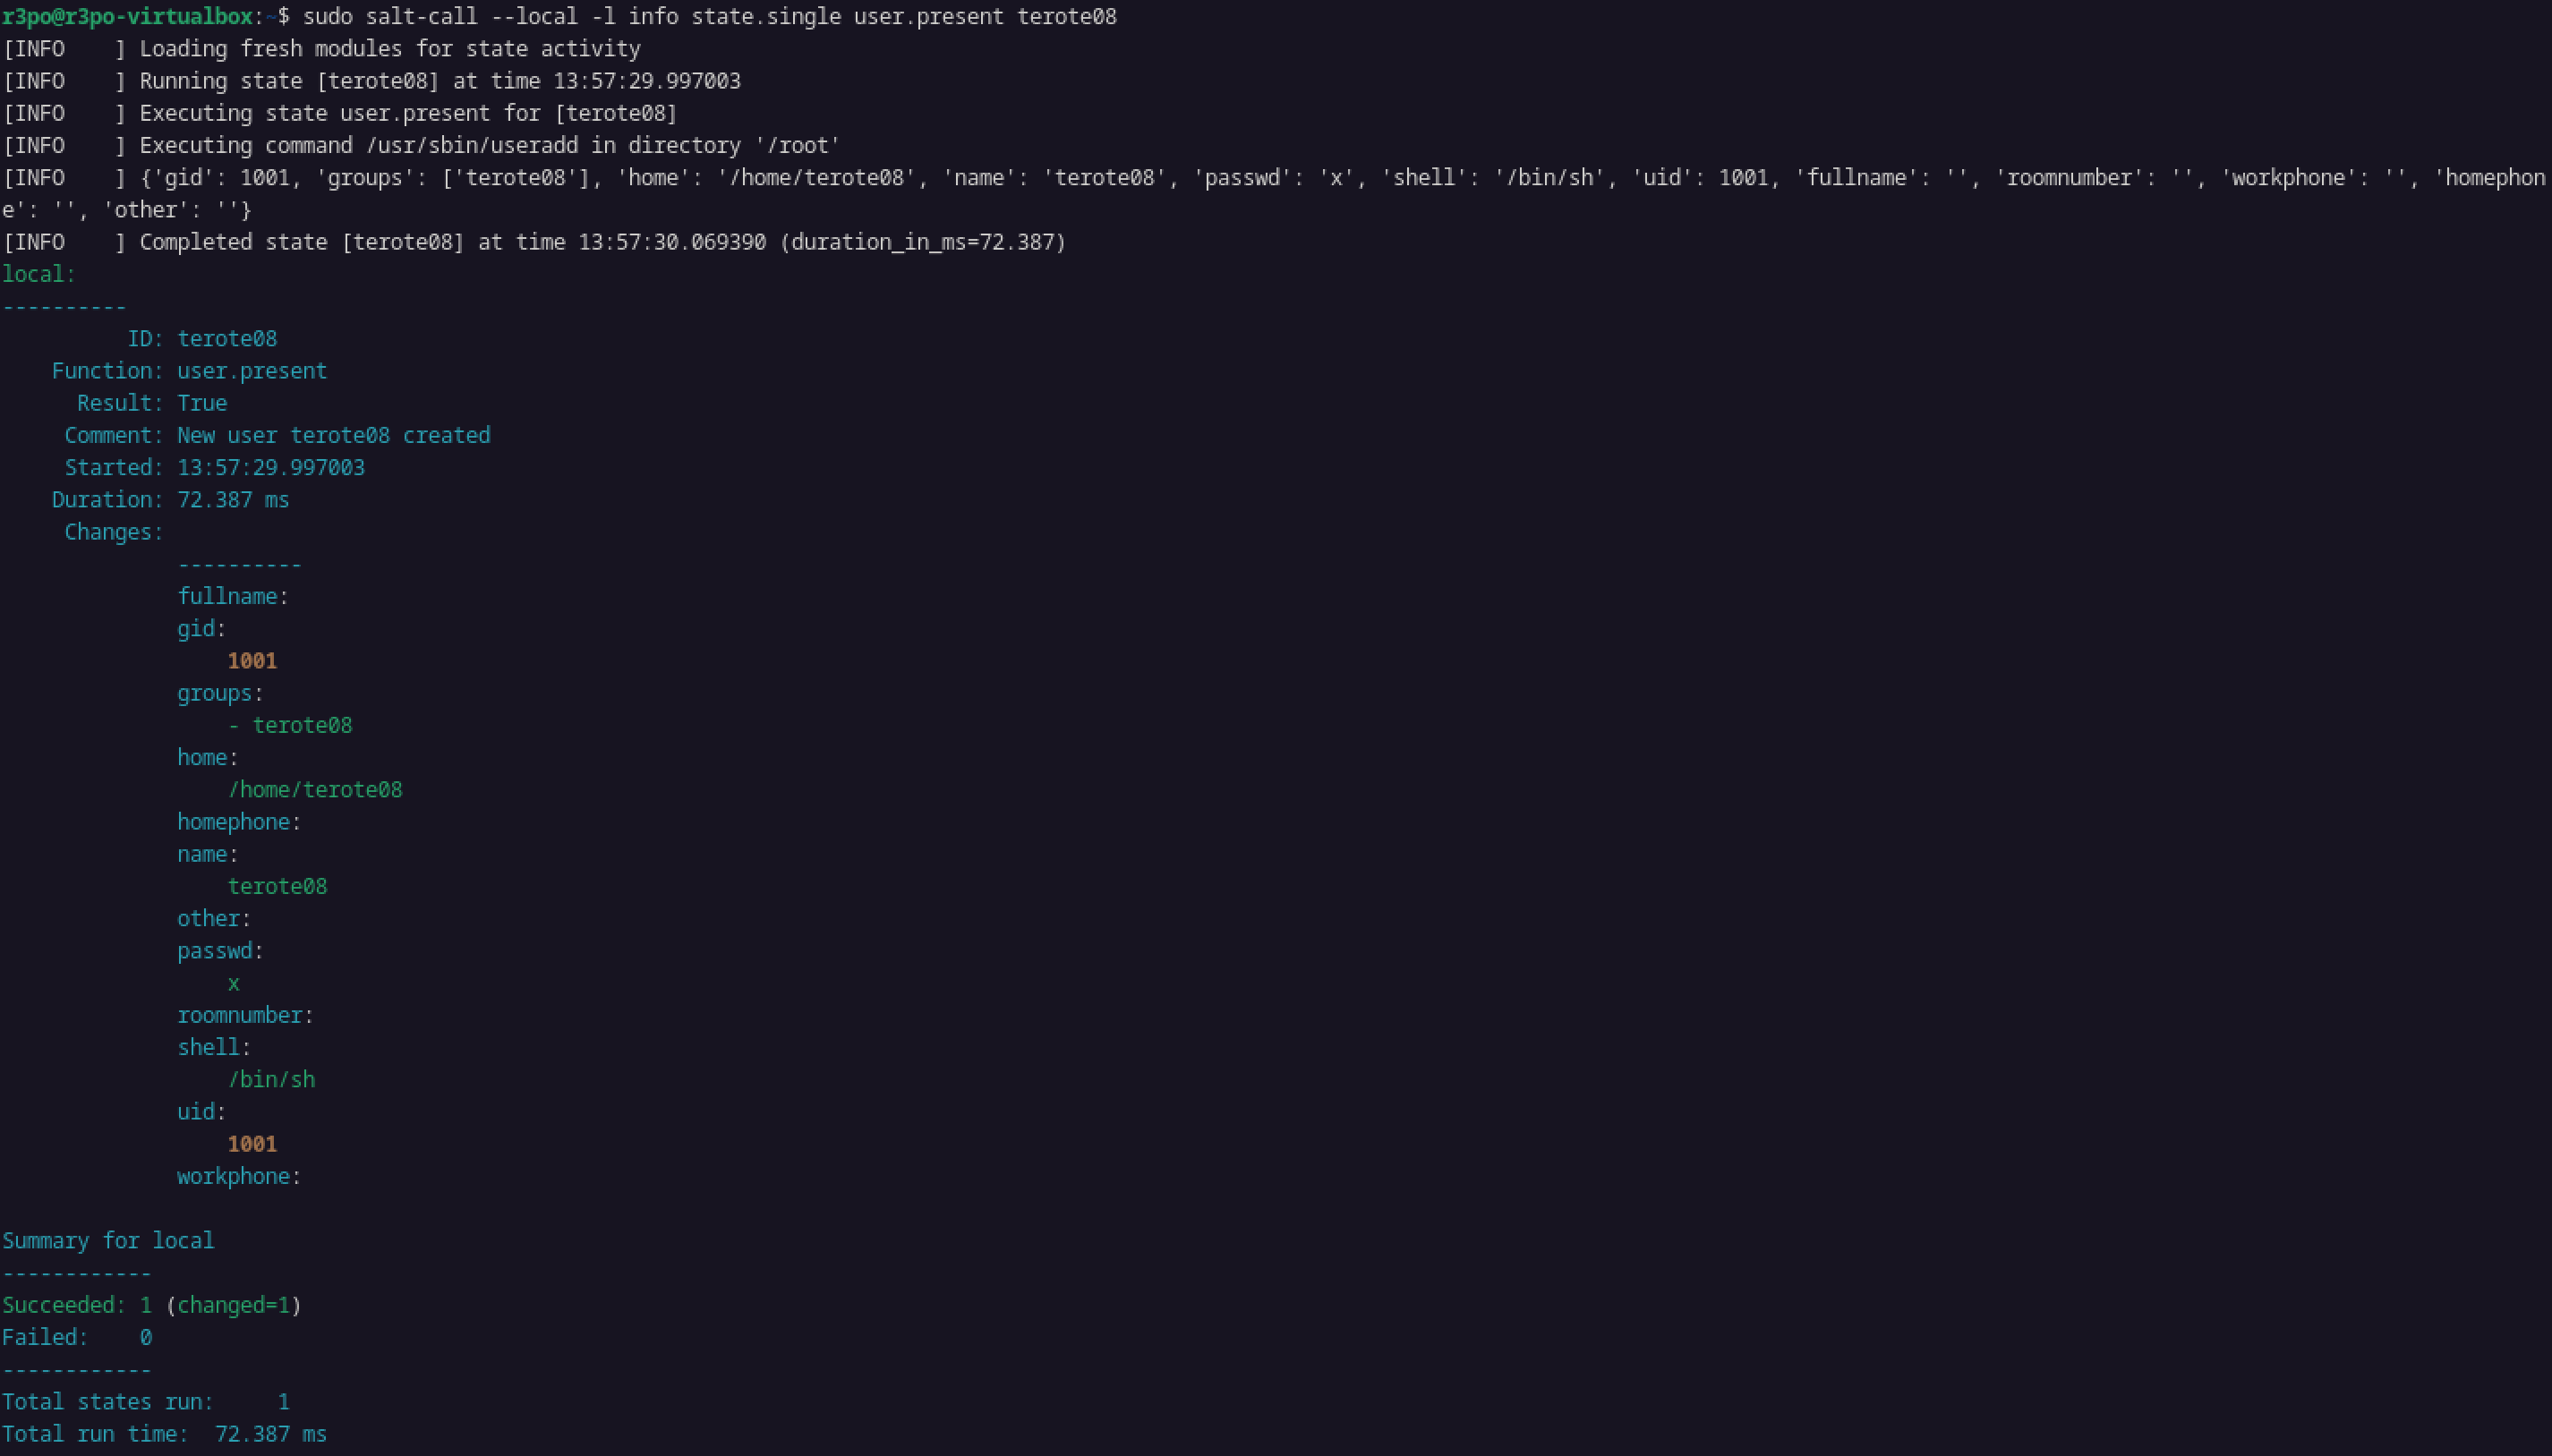 r3po@r3po-virtualbox:~$ sudo salt-call --local -l info state.single user.present terote08
[INFO    ] Loading fresh modules for state activity
[INFO    ] Running state [terote08] at time 13:57:29.997003
[INFO    ] Executing state user.present for [terote08]
[INFO    ] Executing command /usr/sbin/useradd in directory '/root'
[INFO    ] {'gid': 1001, 'groups': ['terote08'], 'home': '/home/terote08', 'name': 'terote08', 'passwd': 'x', 'shell': '/bin/sh', 'uid': 1001, 'fullname': '', 'roomnumber': '', 'workphone': '', 'homephon
e': '', 'other': ''}
[INFO    ] Completed state [terote08] at time 13:57:30.069390 (duration_in_ms=72.387)
local:
----------
          ID: terote08
    Function: user.present
      Result: True
     Comment: New user terote08 created
     Started: 13:57:29.997003
    Duration: 72.387 ms
     Changes:
              ----------
              fullname:
              gid:
                  1001
              groups:
                  - terote08
              home:
                  /home/terote08
              homephone:
              name:
                  terote08
              other:
              passwd:
                  x
              roomnumber:
              shell:
                  /bin/sh
              uid:
                  1001
              workphone:

Summary for local
------------
Succeeded: 1 (changed=1)
Failed:    0
------------
Total states run:     1
Total run time:  72.387 ms